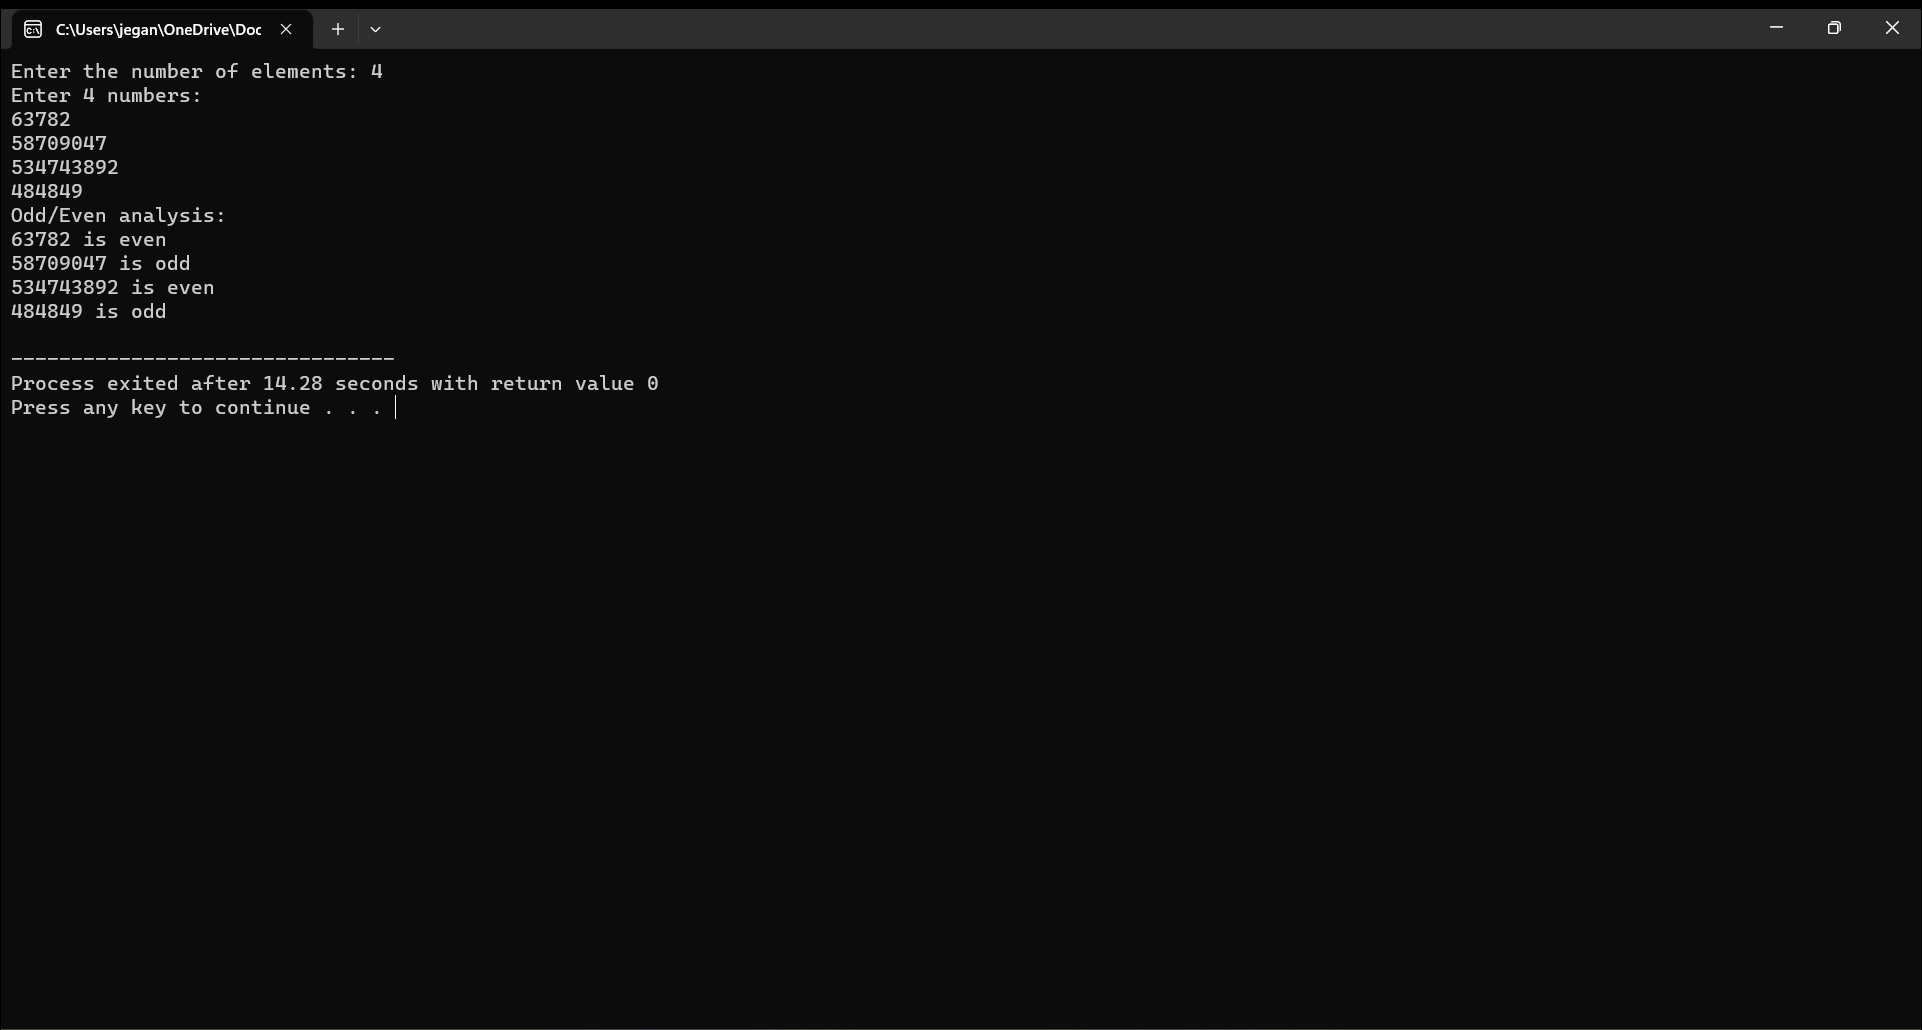 C:\Users\jegan\OneDrive\Doc
Enter the number of elements: 4
Enter 4 numbers:
63782
58709047
534743892
484849
Odd/Even analysis:
63782 is even
58709047 is odd
534743892 is even
484849 is odd
--------------------------------
Process exited after 14.28 seconds with return value 0
Press any key to continue . . .